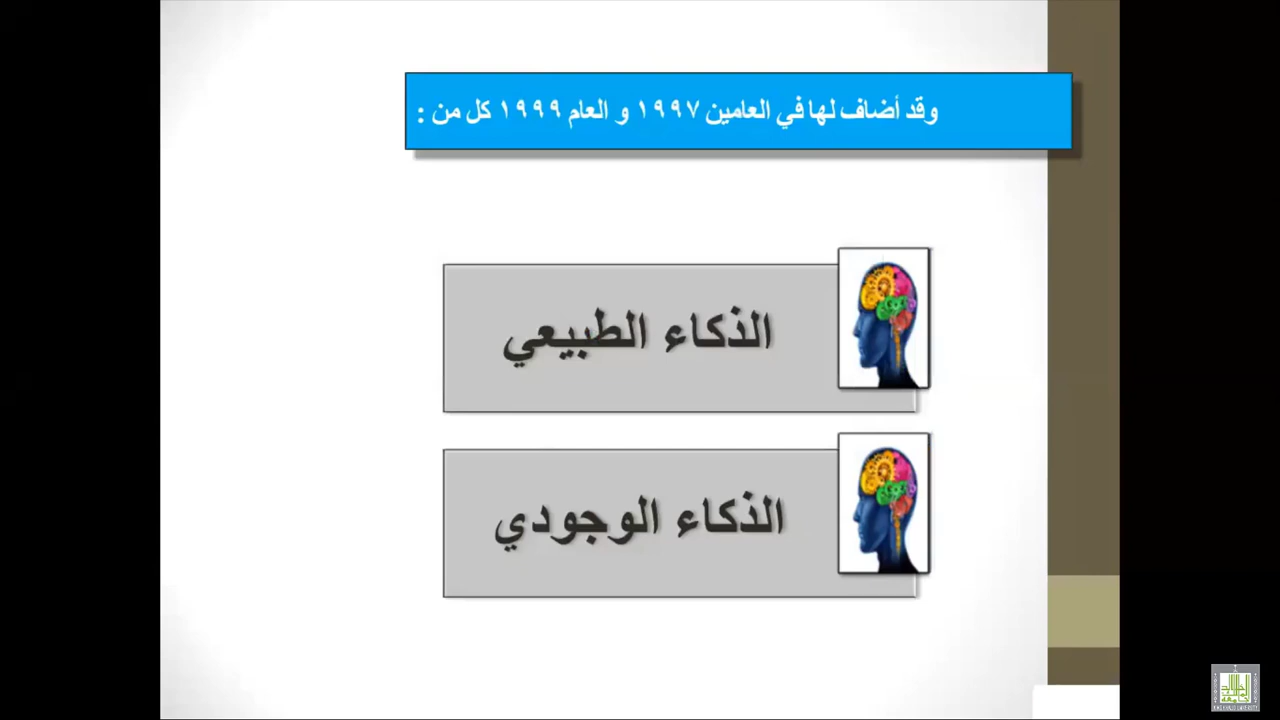 وقد أضاف لها في العامين ١٩٩٧ و العام ١٩٩٩ كل من :
الذكاء الطبيعي
الذكاء الوجودي